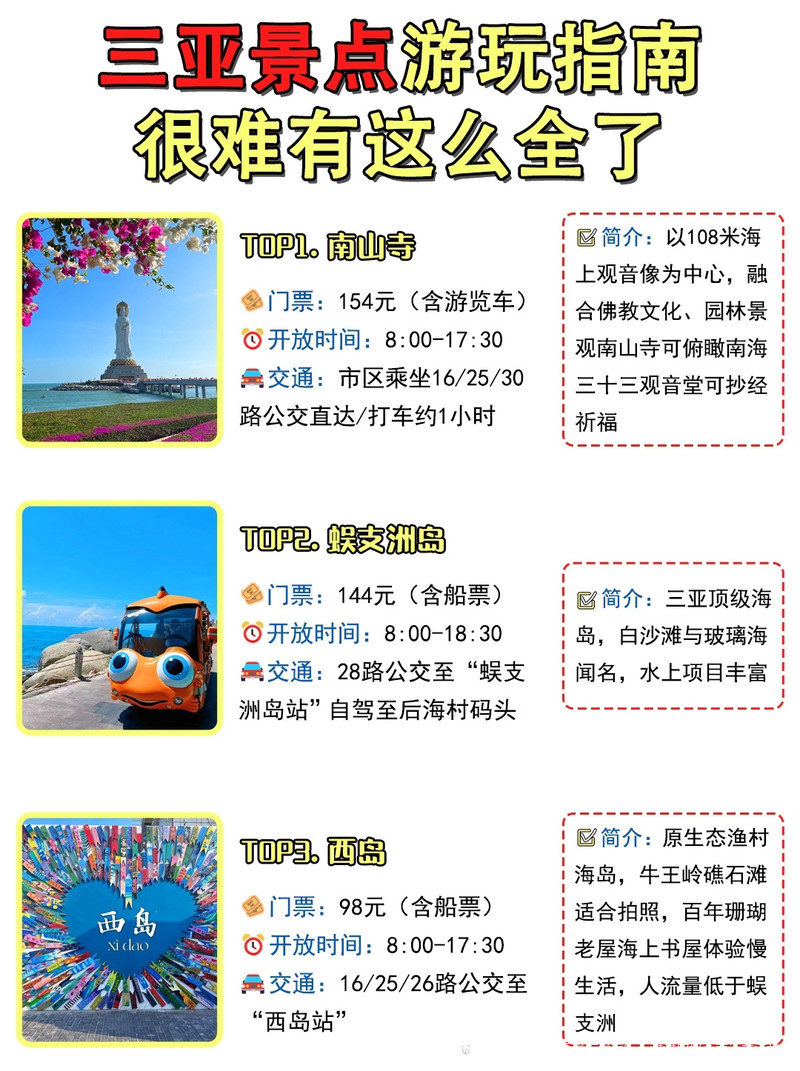 三亚景点游玩指南
很难有这么全了
TOP1. 南山寺
门票：154元（含游览车）
开放时间：8:00-17:30
交通：市区乘坐16/25/30
路公交直达/打车约1小时
简介：以108米海
上观音像为中心，融
合佛教文化、园林景
观南山寺可俯瞰南海
三十三观音堂可抄经
祈福
TOP2. 蜈支洲岛
门票：144元（含船票）
开放时间：8:00-18:30
交通：28路公交至“蜈支
洲岛站”自驾至后海村码头
简介：三亚顶级海
岛，白沙滩与玻璃海
闻名，水上项目丰富
西岛
xi dao
TOP3. 西岛
门票：98元（含船票）
开放时间：8:00-17:30
交通：16/25/26路公交至
“西岛站”
简介：原生态渔村
海岛，牛王岭礁石滩
适合拍照，百年珊瑚
老屋海上书屋体验慢
生活，人流量低于蜈
支洲